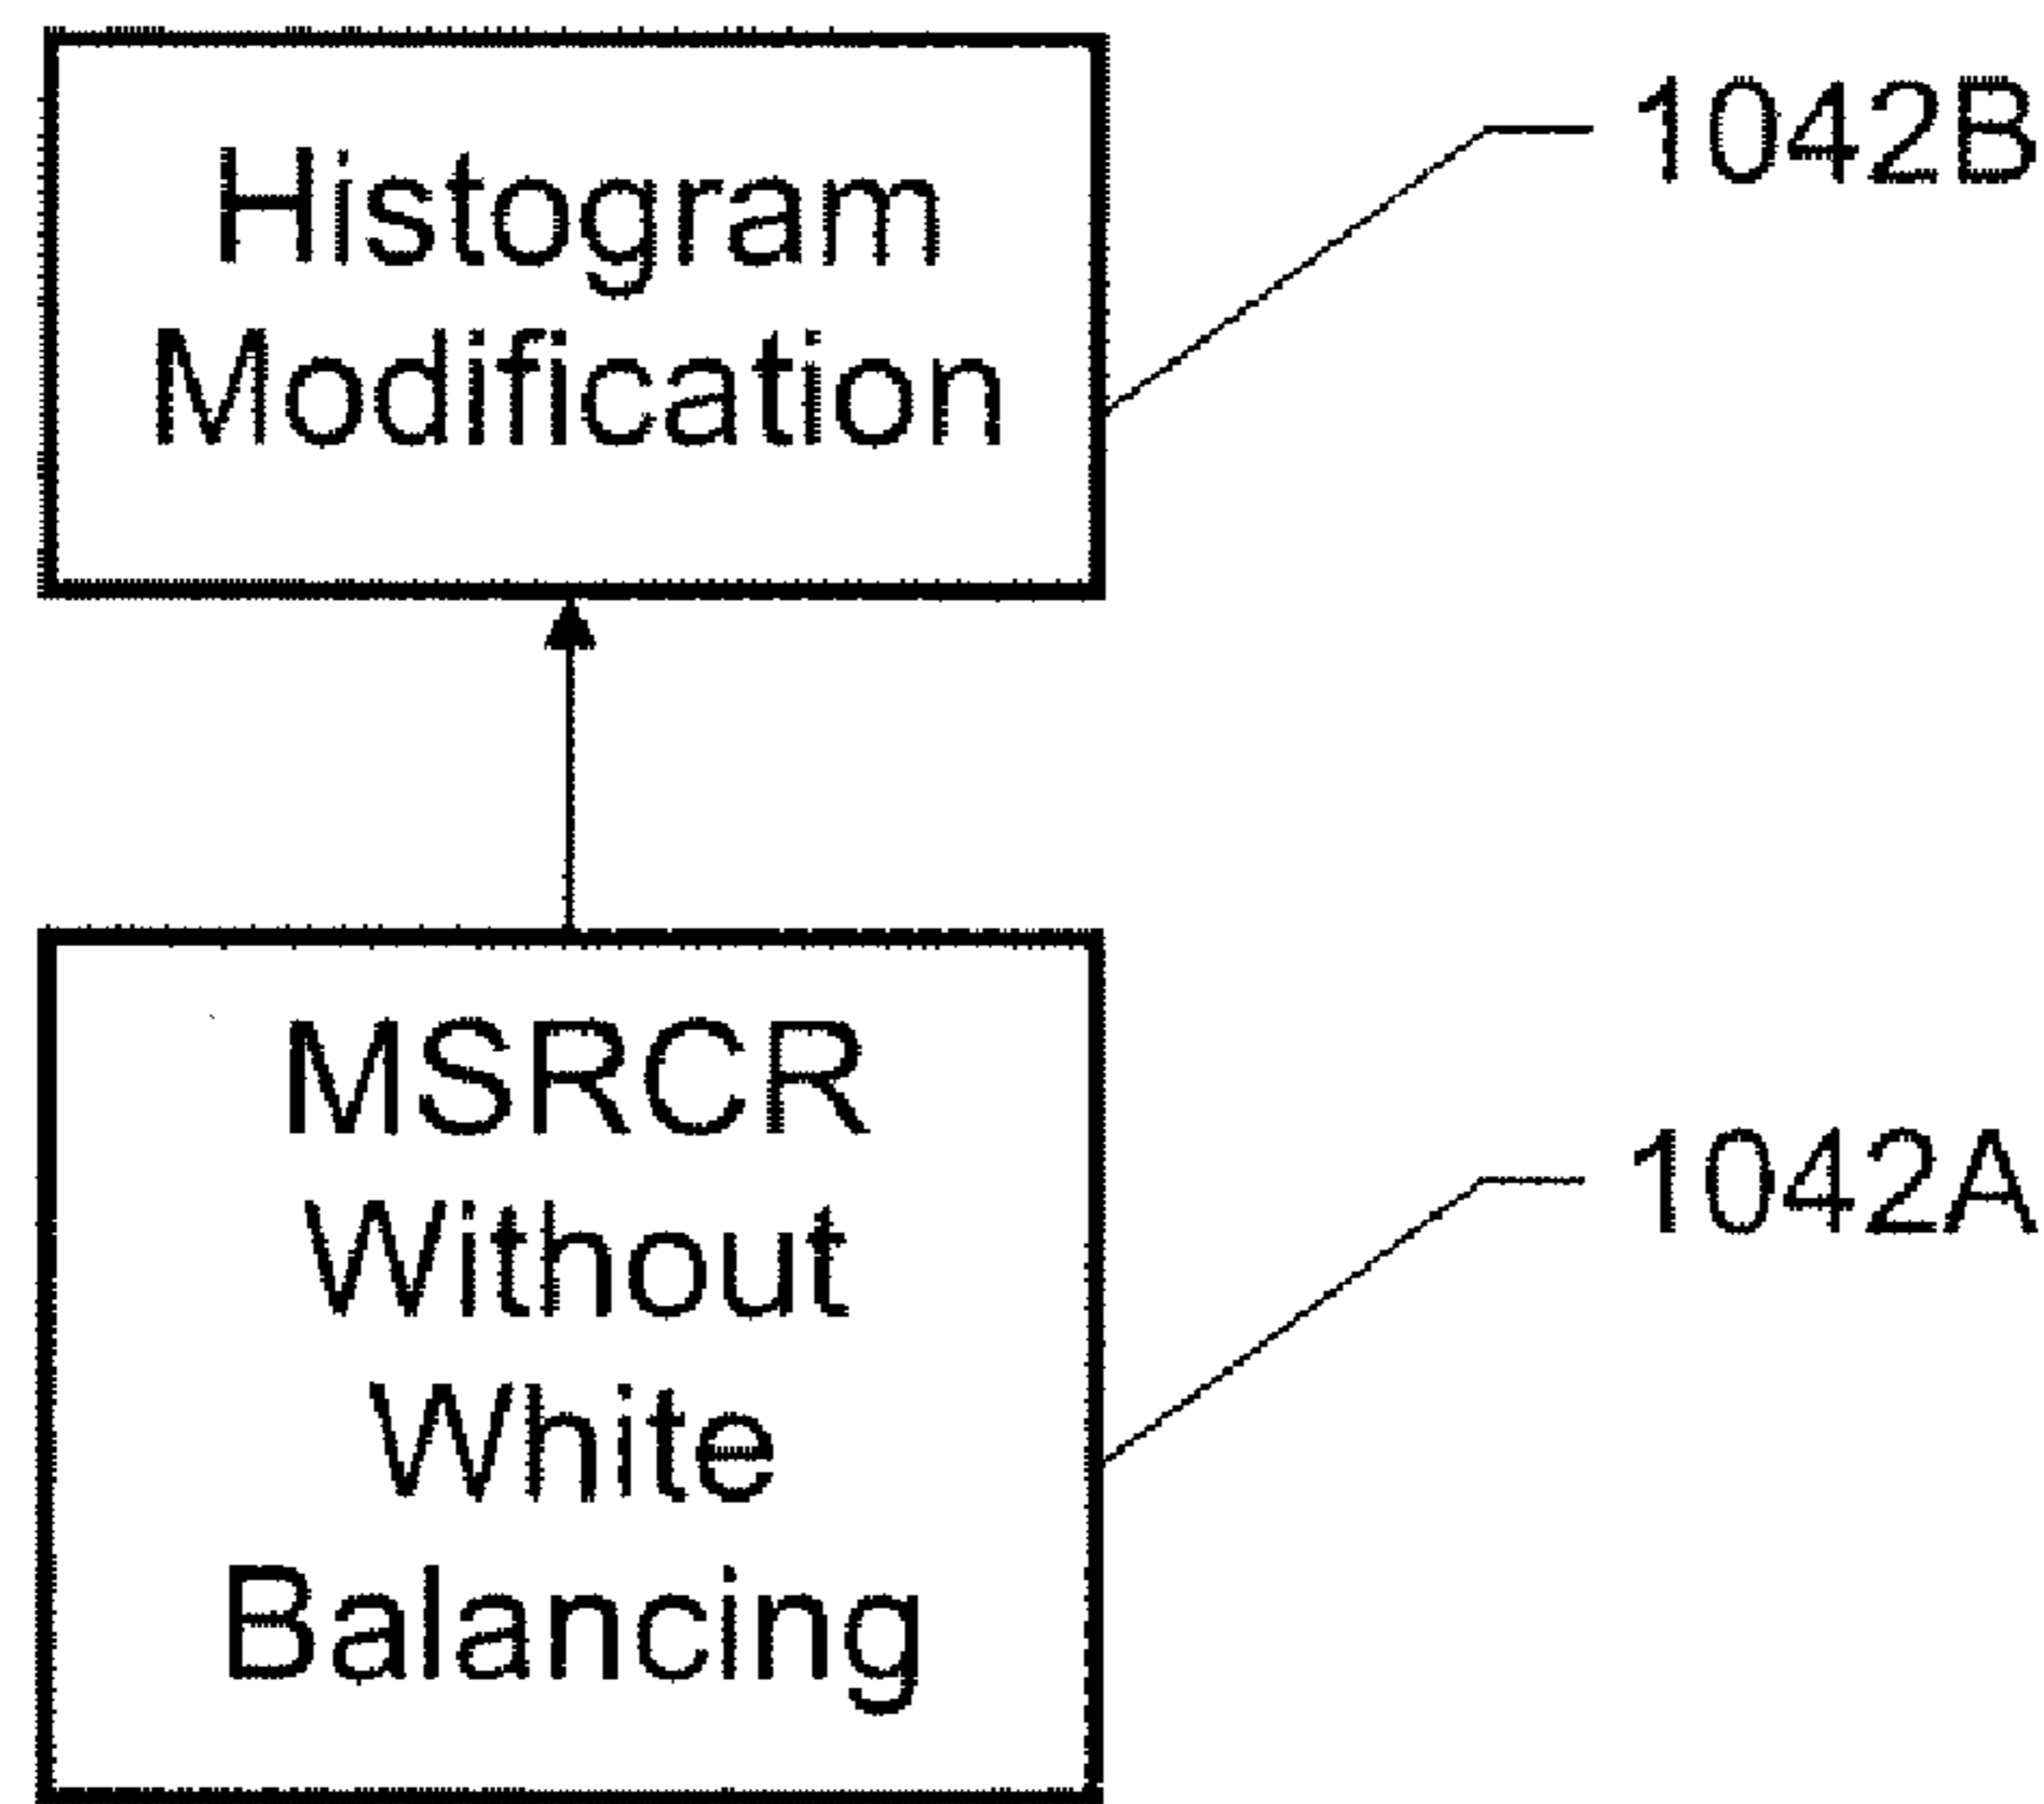 Histogram
Modification
1042B
MSRCR
Without
White
Balancing
1042A